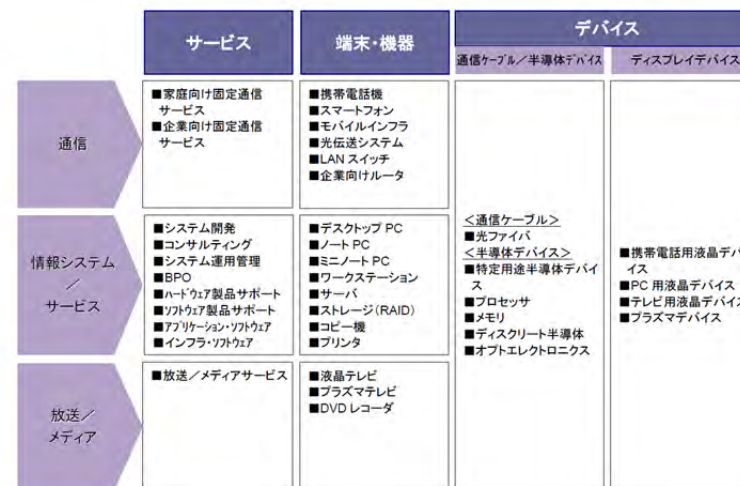 サービス
端末・機器
デバイス
通信ケーブル／半導体デバイス
ディスプレイデバイス
通信
■家庭向け固定通信
サービス
■企業向け固定通信
サービス
■携帯電話機
■スマートフォン
■モバイルインフラ
■光伝送システム
■LAN スイッチ
■企業向けルータ
情報システム
／
サービス
■システム開発
■コンサルティング
■システム運用管理
■BPO
■ハードウェア製品サポート
■ソフトウェア製品サポート
■アプリケーション・ソフトウェア
■インフラ・ソフトウェア
■デスクトップ PC
■ノート PC
■ミニノート PC
■ワークステーション
■サーバ
■ストレージ（RAID）
■コピー機
■プリンタ
＜通信ケーブル＞
■光ファイバ
＜半導体デバイス＞
■特定用途半導体デバイ
ス
■プロセッサ
■メモリ
■ディスクリート半導体
■オプトエレクトロニクス
■携帯電話用液晶デバ
イス
■PC 用液晶デバイス
■テレビ用液晶デバイス
■プラズマデバイス
放送／
メディア
■放送／メディアサービス
■液晶テレビ
■プラズマテレビ
■DVD レコーダ